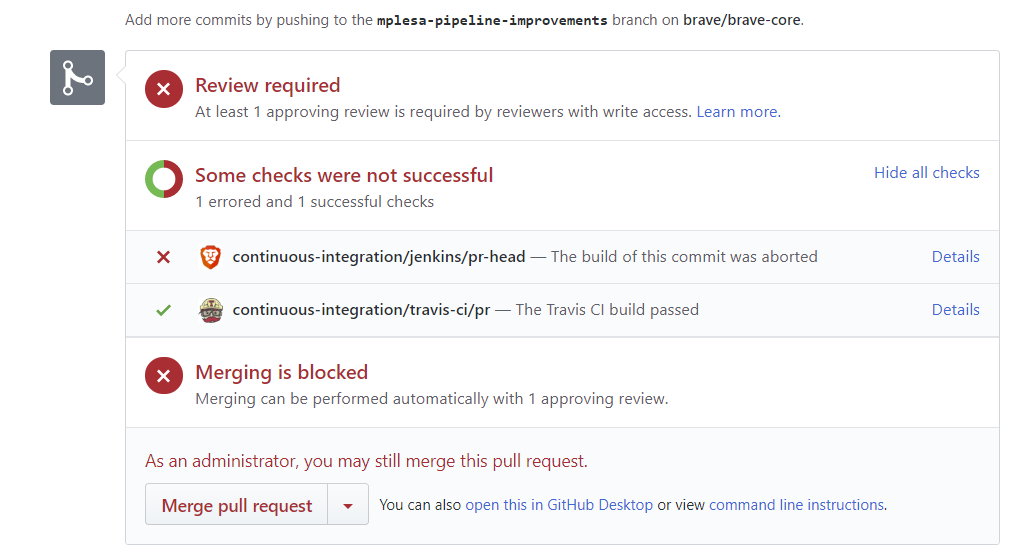 Add more commits by pushing to the mplesa-pipeline-improvements branch on brave/brave-core.
Review required
At least 1 approving review is required by reviewers with write access. Learn more.
Some checks were not successful
Hide all checks
1 errored and 1 successful checks
continuous-integration/jenkins/pr-head — The build of this commit was aborted
Details
continuous-integration/travis-ci/pr — The Travis CI build passed
Details
Merging is blocked
Merging can be performed automatically with 1 approving review.
As an administrator, you may still merge this pull request.
Merge pull request
You can also open this in GitHub Desktop or view command line instructions.